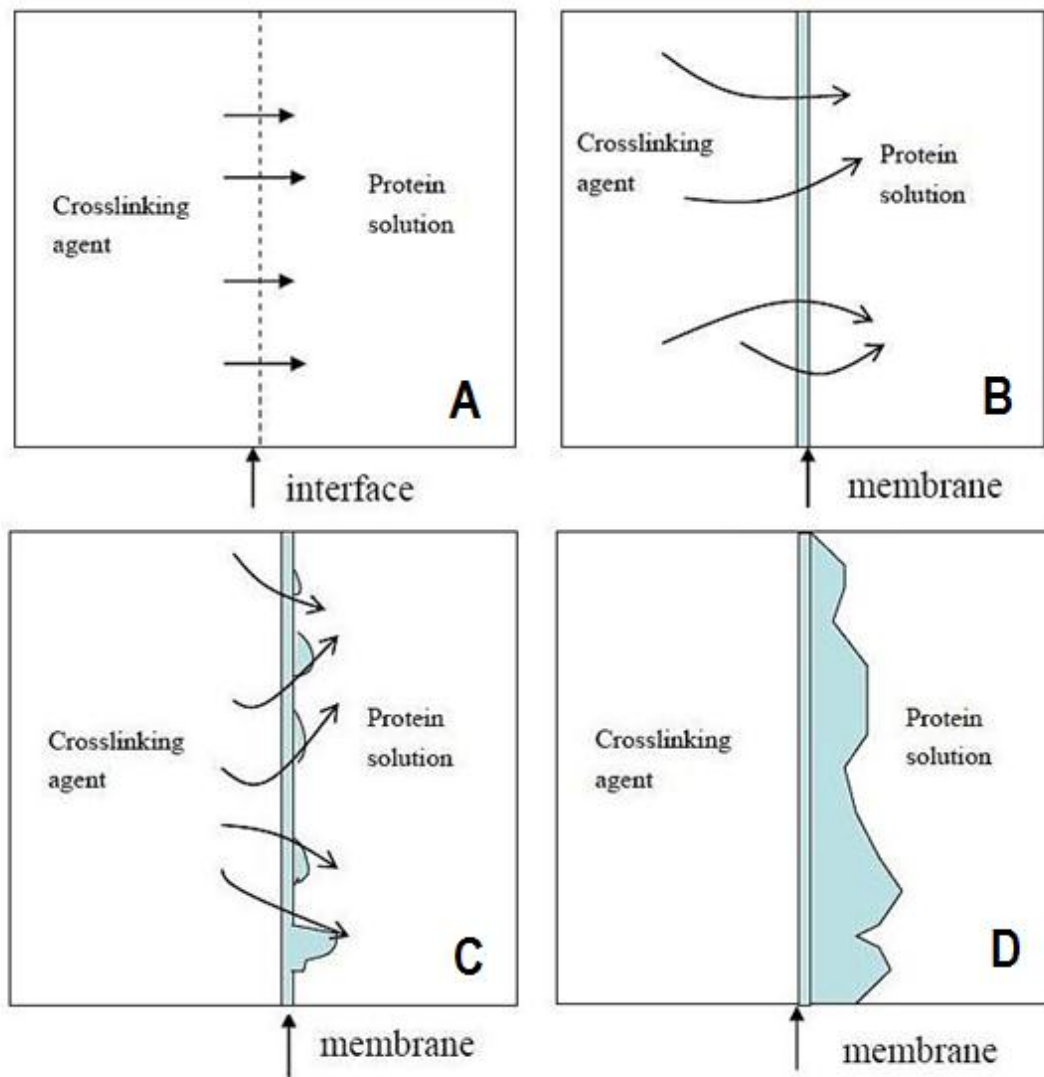 Crosslinking
agent
Protein
solution
A
interface
Crosslinking
agent
Protein
solution
B
membrane
Crosslinking
agent
Protein
solution
C
membrane
Crosslinking
agent
Protein
solution
D
membrane